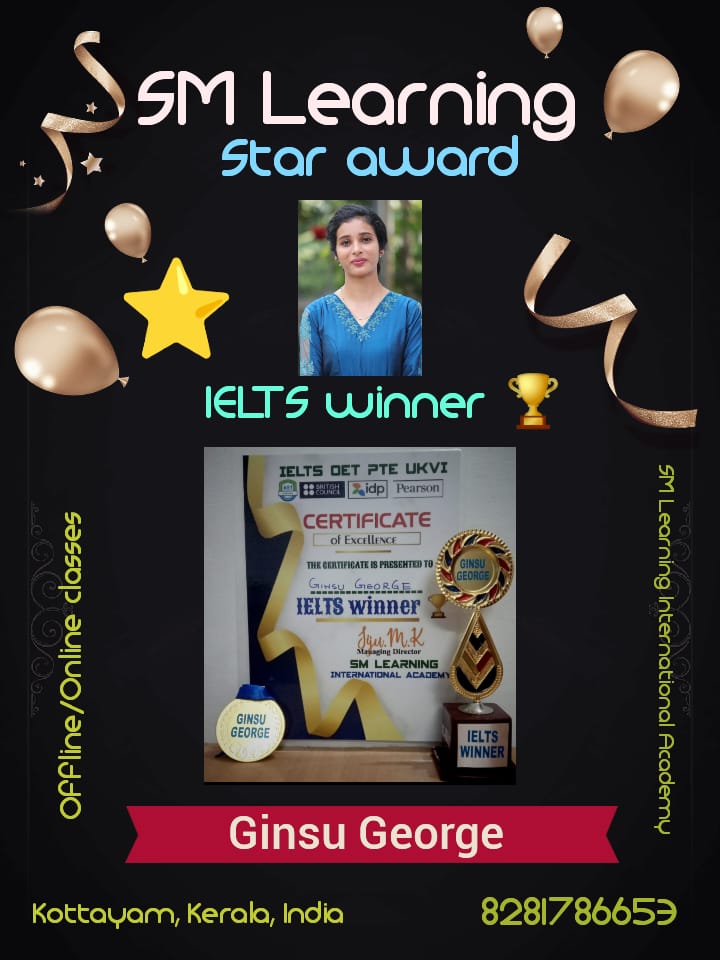 SM Learning
Star award
IELTS winner
IELTS OET PTE UKVI
BRITISH COUNCIL
idp
Pearson
CERTIFICATE
of Excellence
THE CERTIFICATE IS PRESENTED TO
GINSU GEORGE
IELTS winner
Jiju.M.K
Managing Director
SM LEARNING
INTERNATIONAL ACADEMY
GINSU
GEORGE
GINSU
GEORGE
IELTS
WINNER
Offline/Online classes
SM Learning International Academy
Ginsu George
Kottayam, Kerala, India
8281786653